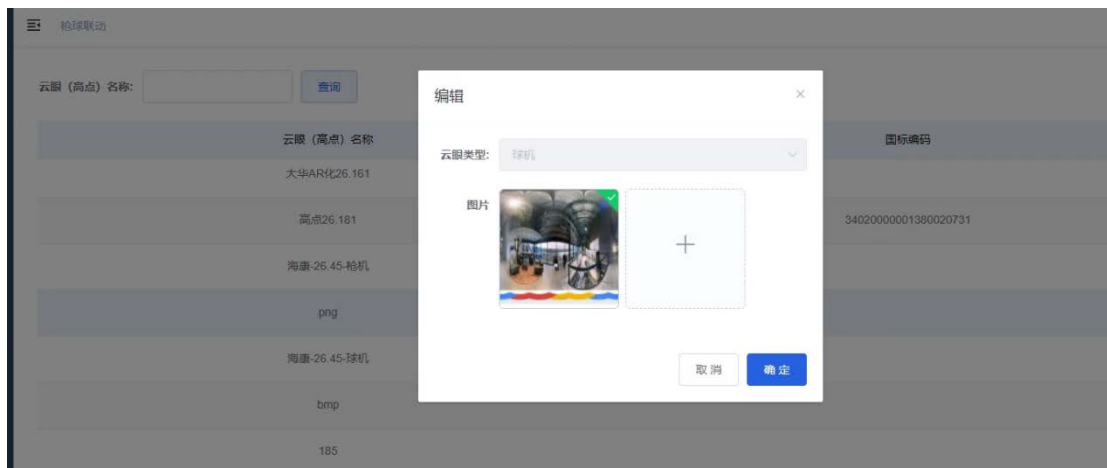 枪球联动
云眼（高点）名称:
查询
编辑
云眼（高点）名称
国标编码
云眼类型:
球机
大华AR化26.161
图片
高点26.181
34020000001380020731
海康-26.45-枪机
png
海康-26.45-球机
取消
确定
bmp
185